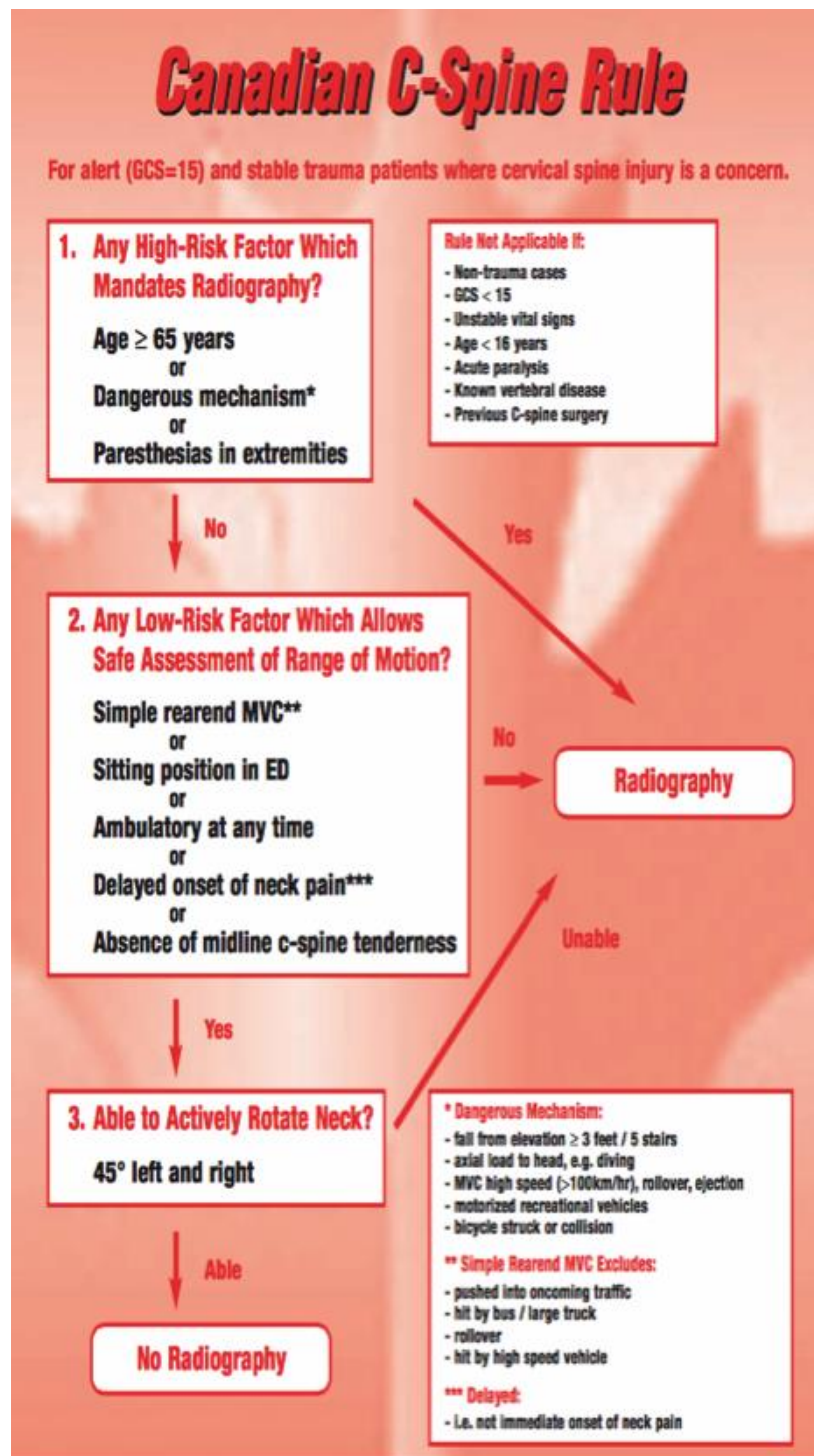 Canadian C-Spine Rule
For alert (GCS=15) and stable trauma patients where cervical spine injury is a concern.
1. Any High-Risk Factor Which
Mandates Radiography?
Age ≥ 65 years
or
Dangerous mechanism*
or
Paresthesias in extremities
Rule Not Applicable If:
- Non-trauma cases
- GCS < 15
- Unstable vital signs
- Age < 16 years
- Acute paralysis
- Known vertebral disease
- Previous C-spine surgery
No
Yes
2. Any Low-Risk Factor Which Allows
Safe Assessment of Range of Motion?
Simple rearend MVC**
or
Sitting position in ED
or
Ambulatory at any time
or
Delayed onset of neck pain***
or
Absence of midline c-spine tenderness
No
Radiography
Yes
Unable
3. Able to Actively Rotate Neck?
45° left and right
Able
No Radiography
* Dangerous Mechanism:
- fall from elevation ≥ 3 feet / 5 stairs
- axial load to head, e.g. diving
- MVC high speed (>100km/hr), rollover, ejection
- motorized recreational vehicles
- bicycle struck or collision
** Simple Rearend MVC Excludes:
- pushed into oncoming traffic
- hit by bus / large truck
- rollover
- hit by high speed vehicle
*** Delayed:
- i.e. not immediate onset of neck pain